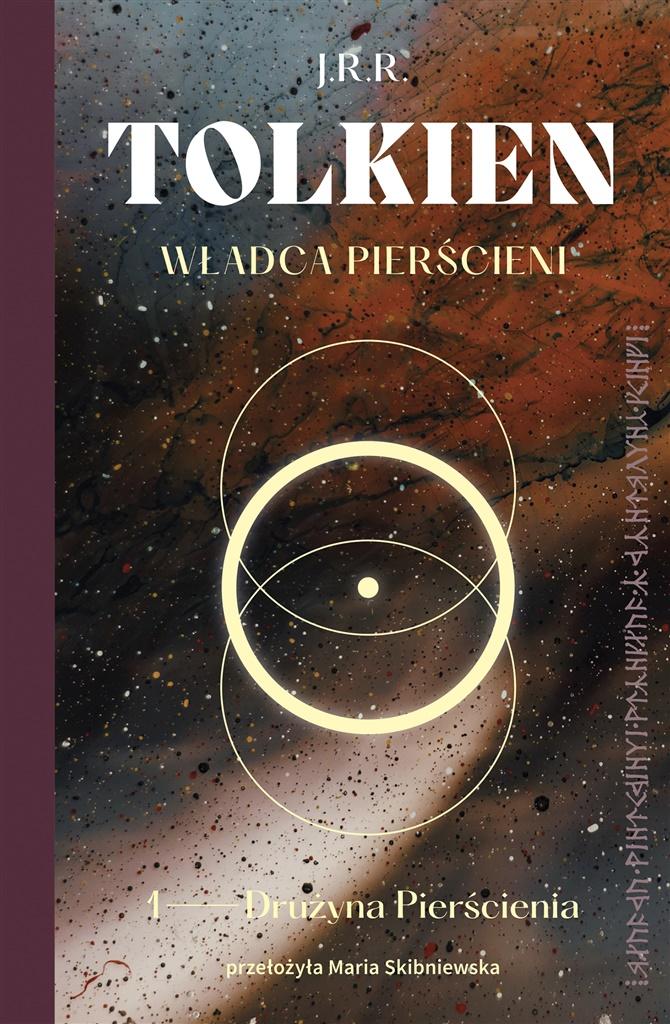 J.R.R.
TOLKIEN
WŁADCA PIERŚCIENI
1 — Drużyna Pierścienia
przełożyła Maria Skibniewska